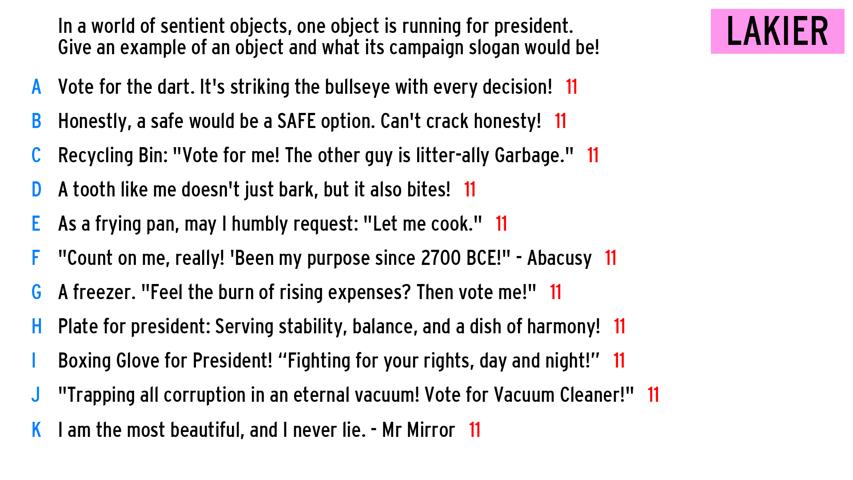 In a world of sentient objects, one object is running for president.
Give an example of an object and what its campaign slogan would be!
LAKIER
A Vote for the dart. It's striking the bullseye with every decision! 11
B Honestly, a safe would be a SAFE option. Can't crack honesty! 11
C Recycling Bin: "Vote for me! The other guy is litter-ally Garbage." 11
D A tooth like me doesn't just bark, but it also bites! 11
E As a frying pan, may I humbly request: "Let me cook." 11
F "Count on me, really! 'Been my purpose since 2700 BCE!" - Abacusy 11
G A freezer. "Feel the burn of rising expenses? Then vote me!" 11
H Plate for president: Serving stability, balance, and a dish of harmony! 11
I Boxing Glove for President! “Fighting for your rights, day and night!” 11
J "Trapping all corruption in an eternal vacuum! Vote for Vacuum Cleaner!" 11
K I am the most beautiful, and I never lie. - Mr Mirror 11